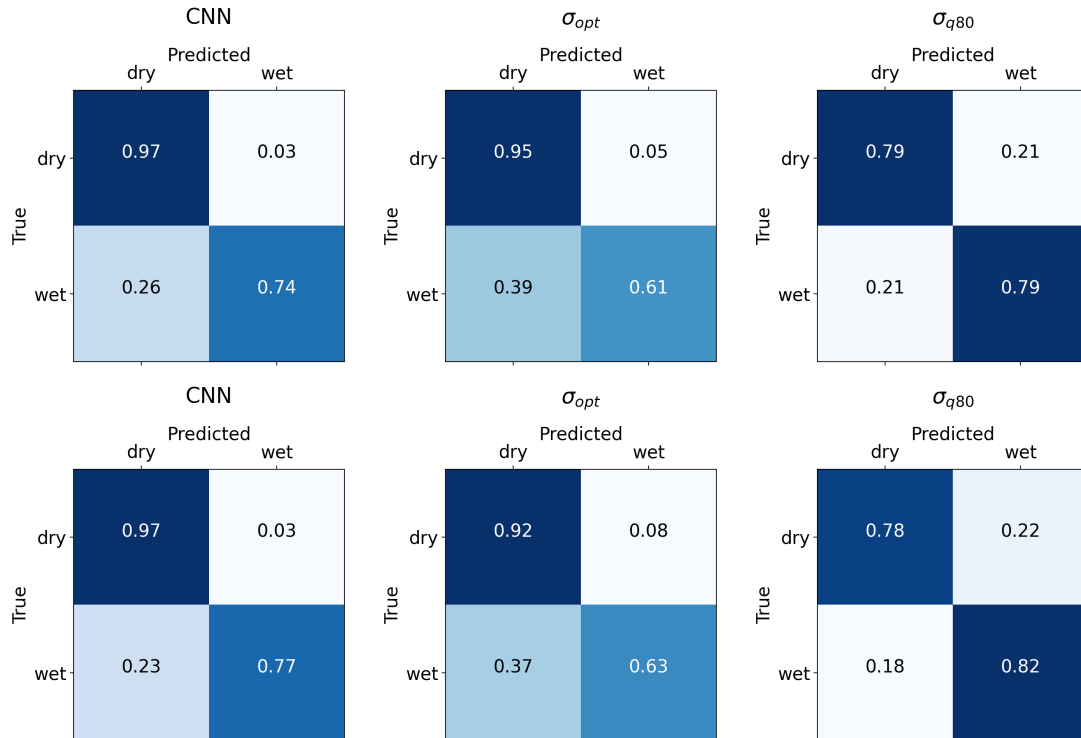 CNN
Predicted
dry wet
dry 0.97 0.03
True
wet 0.26 0.74
σopt
Predicted
dry wet
dry 0.95 0.05
True
wet 0.39 0.61
σq80
Predicted
dry wet
dry 0.79 0.21
True
wet 0.21 0.79
CNN
Predicted
dry wet
dry 0.97 0.03
True
wet 0.23 0.77
σopt
Predicted
dry wet
dry 0.92 0.08
True
wet 0.37 0.63
σq80
Predicted
dry wet
dry 0.78 0.22
True
wet 0.18 0.82